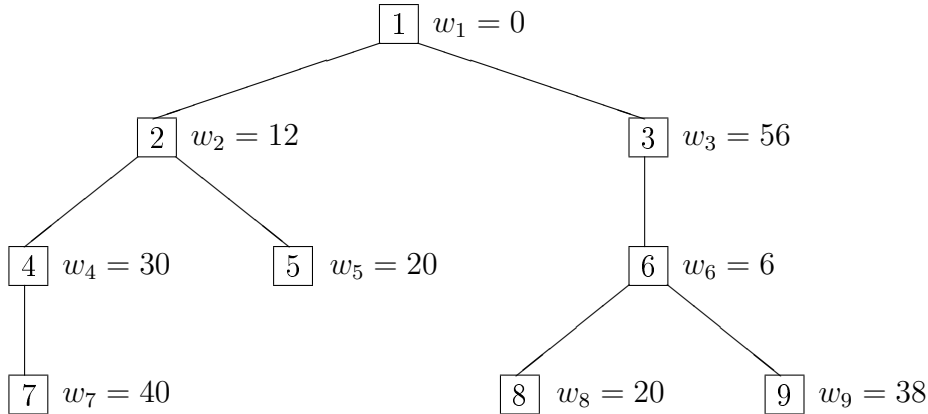 1 w₁ = 0
2 w₂ = 12 3 w₃ = 56
4 w₄ = 30 5 w₅ = 20 6 w₆ = 6
7 w₇ = 40 8 w₈ = 20 9 w₉ = 38